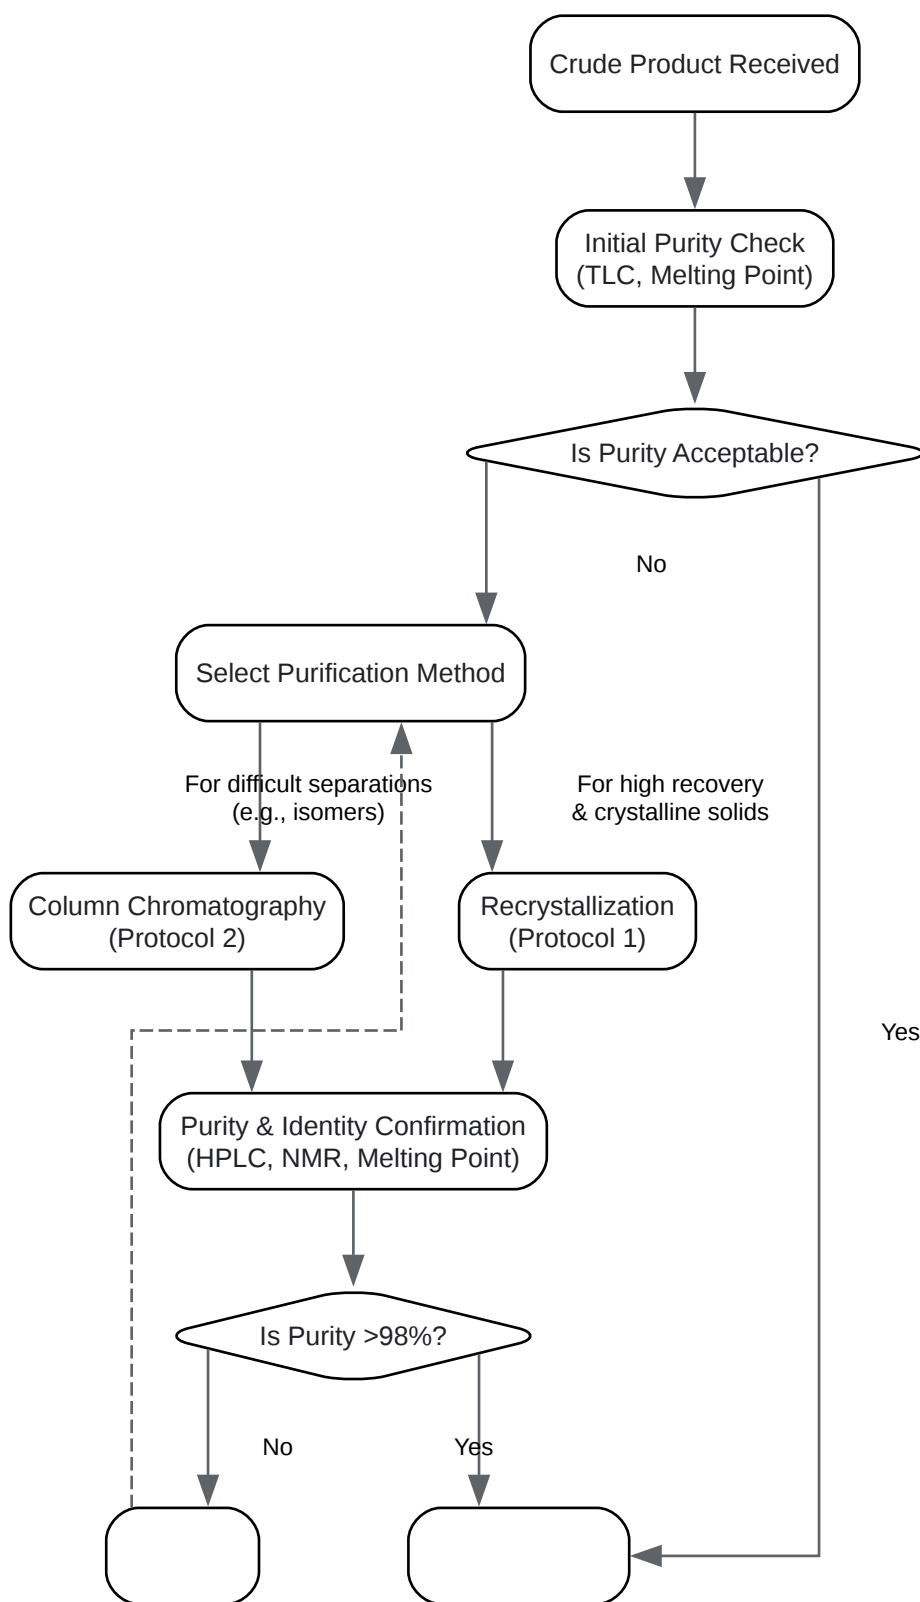 Crude Product Received
Initial Purity Check
(TLC, Melting Point)
Is Purity Acceptable?
No
Select Purification Method
For difficult separations
(e.g., isomers)
For high recovery
& crystalline solids
Column Chromatography
(Protocol 2)
Recrystallization
(Protocol 1)
Yes
Purity & Identity Confirmation
(HPLC, NMR, Melting Point)
Is Purity >98%?
No
Yes